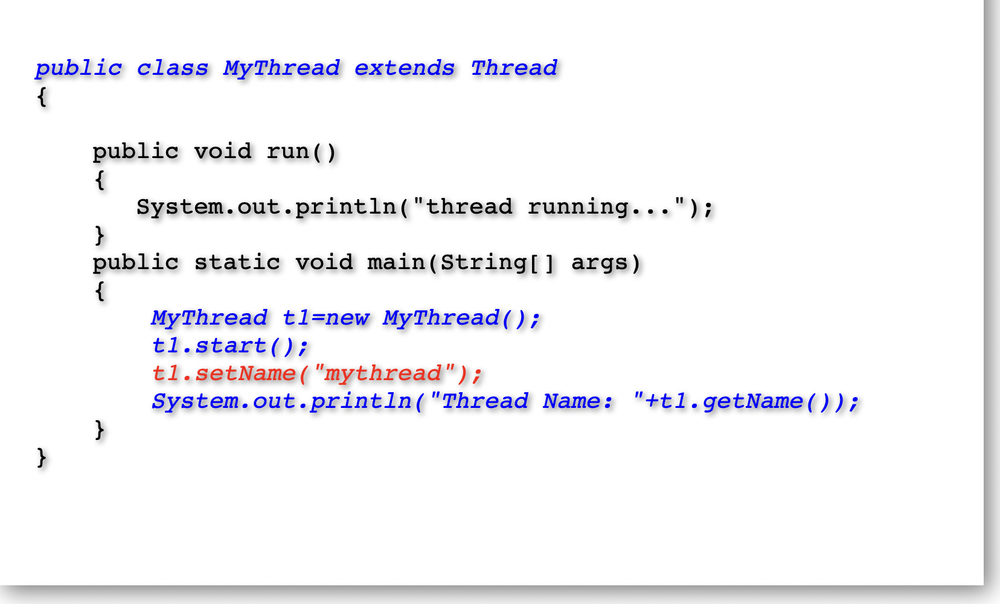 public class MyThread extends Thread
{
public void run()
{
System.out.println("thread running...");
}
public static void main(String[] args)
{
MyThread t1=new MyThread();
t1.start();
t1.setName("mythread");
System.out.println("Thread Name: "+t1.getName());
}
}